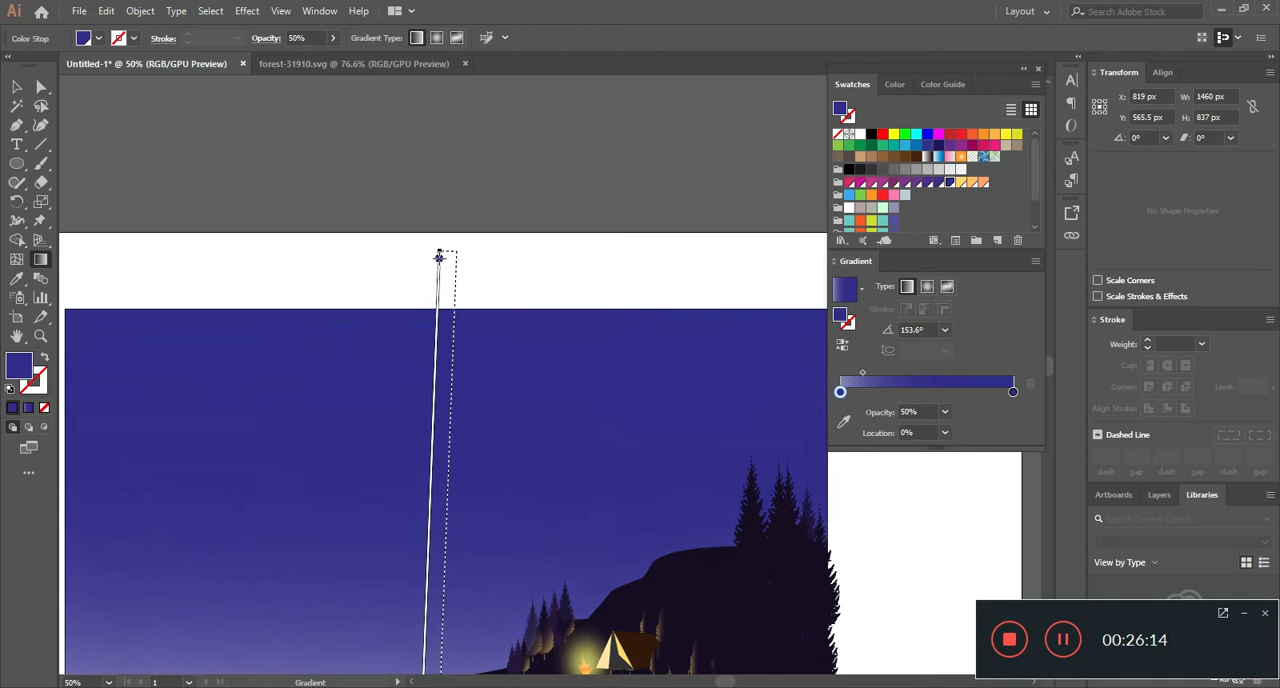 Ai File Edit Object Type Select Effect View Window Help Layout Search Adobe Stock
Color Stop Stroke: Opacity: 50% Gradient Type:
Untitled-1* @ 50% (RGB/GPU Preview) × forest-31910.svg @ 76.6% (RGB/GPU Preview) ×
Swatches Color Color Guide
Transform Align
X: 819 px W: 1460 px
Y: 565.5 px H: 837 px
0° 0°
No Shape Properties
Scale Corners
Scale Strokes & Effects
Gradient
Type:
Stroke:
153.6°
Opacity: 50%
Location: 0%
Stroke
Weight:
Cap:
Corner: Limit:
Align Stroke:
Dashed Line
dash gap dash gap dash gap
Artboards Layers Libraries
Search Current Library
View by Type
00:26:14
50% 1 Gradient